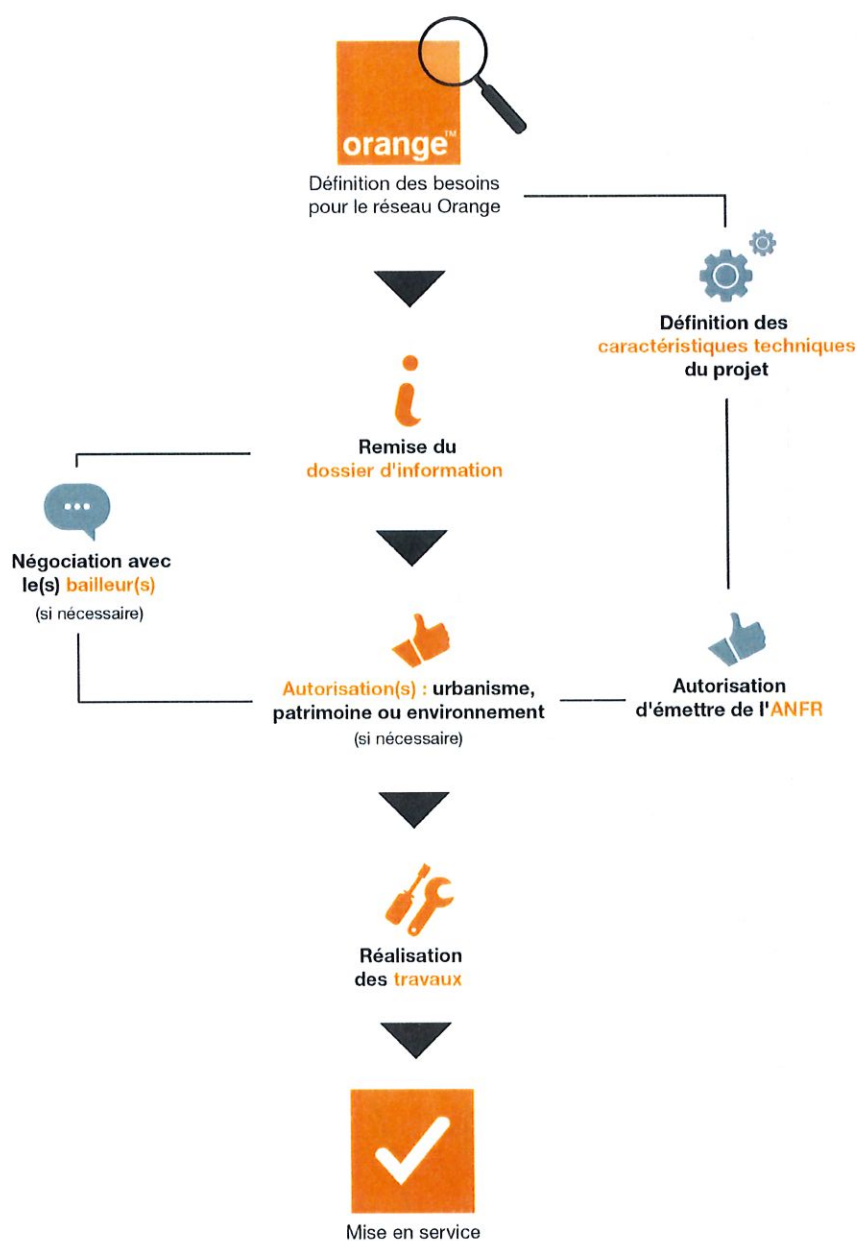 orange™
Définition des besoins
pour le réseau Orange
Définition des
caractéristiques techniques
du projet
Remise du
dossier d'information
Négociation avec
le(s) bailleur(s)
(si nécessaire)
Autorisation(s) : urbanisme,
patrimoine ou environnement
(si nécessaire)
Autorisation
d'émettre de l'ANFR
Réalisation
des travaux
Mise en service